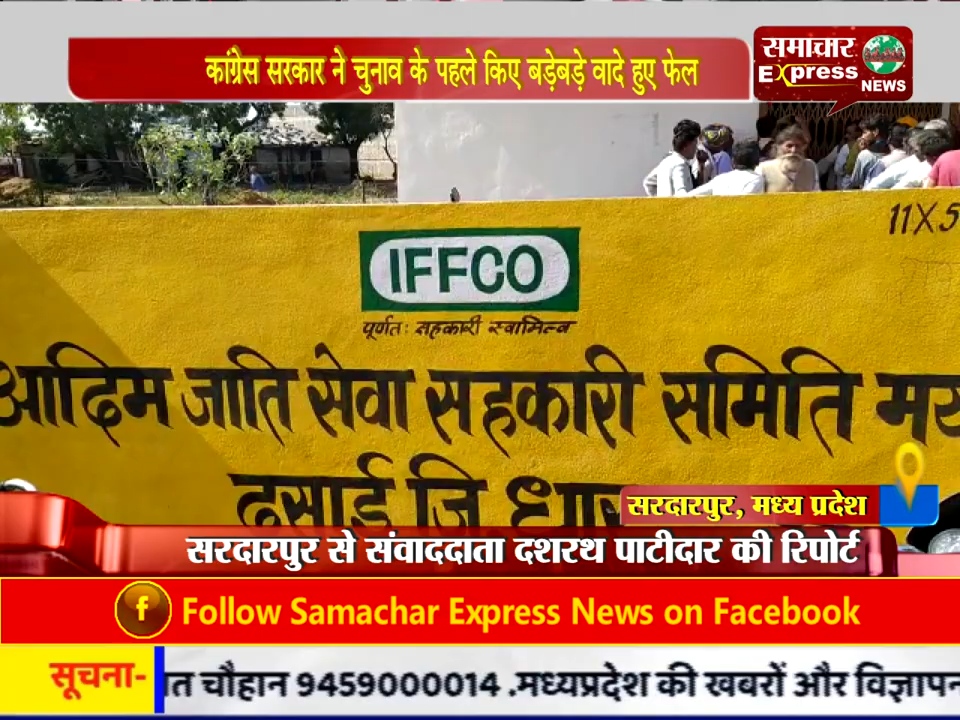 कांग्रेस सरकार ने चुनाव के पहले किए बड़ेबड़े वादे हुए फेल
समाचार
Express
NEWS
11X5
IFFCO
पूर्णतः सहकारी स्वामित्व
आदिम जाति सेवा सहकारी समिति
दसाई जि धार
सरदारपुर, मध्य प्रदेश
सरदारपुर से संवाददाता दशरथ पाटीदार की रिपोर्ट
f Follow Samachar Express News on Facebook
सूचना- त चौहान 9459000014 .मध्यप्रदेश की खबरों और विज्ञापन